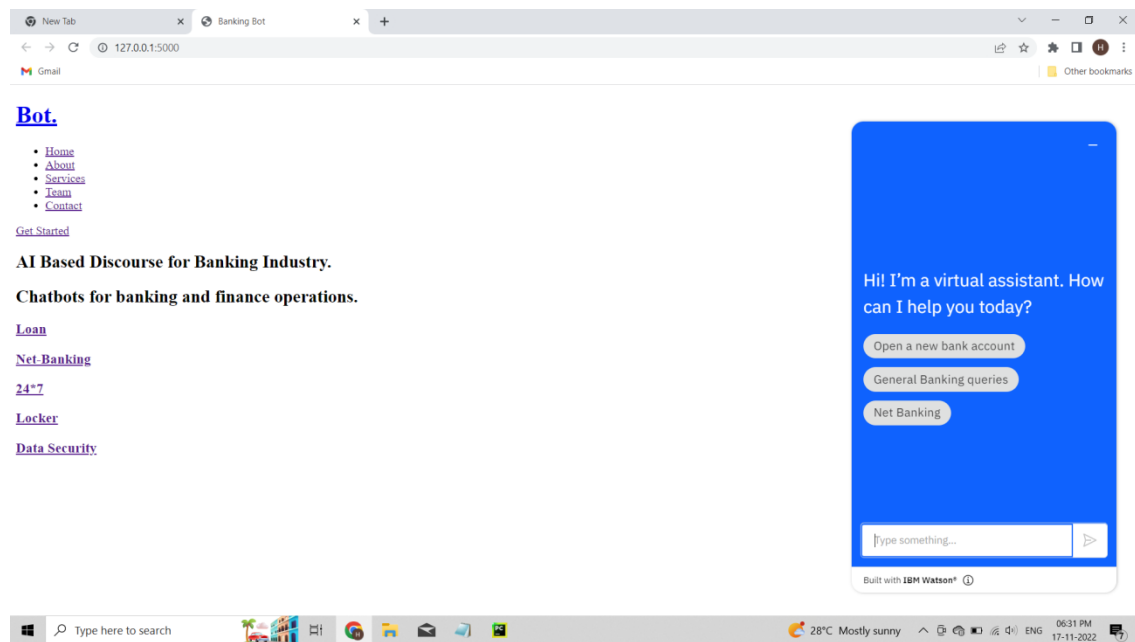 New Tab
Banking Bot
127.0.0.1:5000
H
Gmail
Other bookmarks
Bot.
Home
About
Services
Team
Contact
Get Started
AI Based Discourse for Banking Industry.
Chatbots for banking and finance operations.
Loan
Net-Banking
24*7
Locker
Data Security
Hi! I'm a virtual assistant. How
can I help you today?
Open a new bank account
General Banking queries
Net Banking
Type something...
Built with IBM Watson®
Type here to search
28°C Mostly sunny
ENG
06:31 PM
17-11-2022